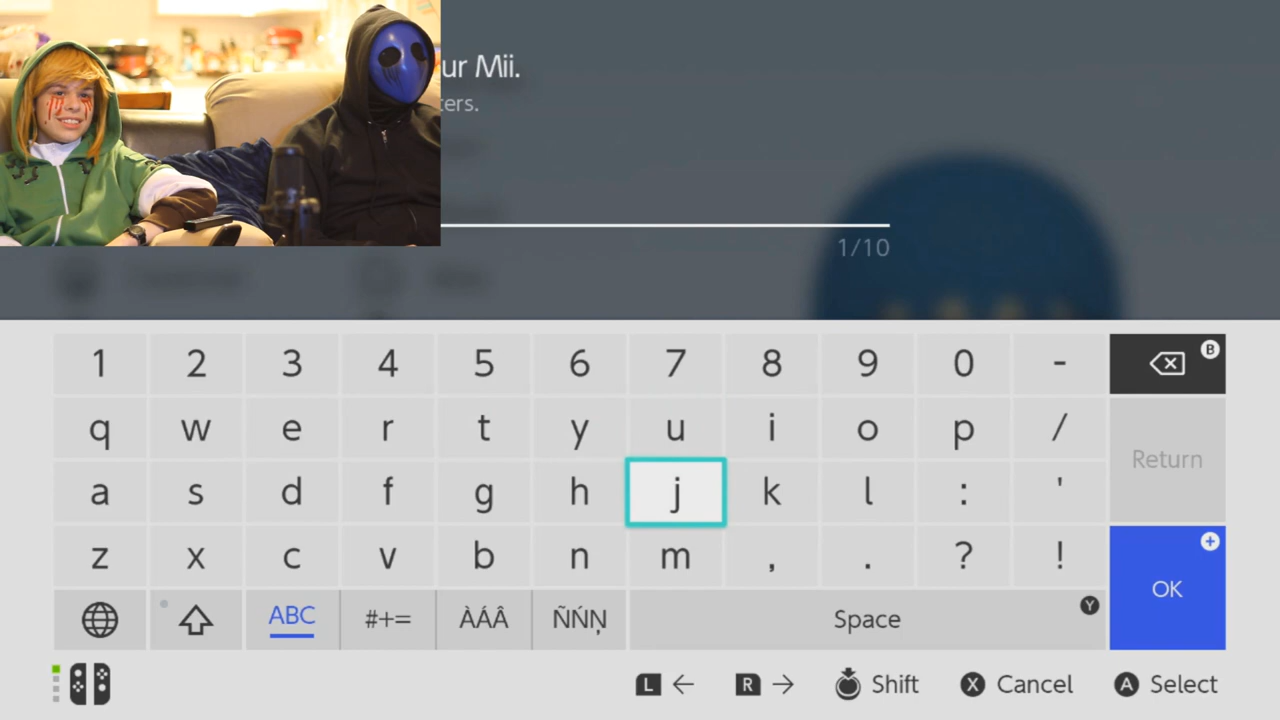 ur Mii.
ters.
1/10
1 2 3 4 5 6 7 8 9 0 - B
q w e r t y u i o p /
Return
a s d f g h j k l : '
z x c v b n m , . ? ! +
OK
ABC #+= ÀÁÂ ÑŃŅ Space Y
L ← R → Shift X Cancel A Select